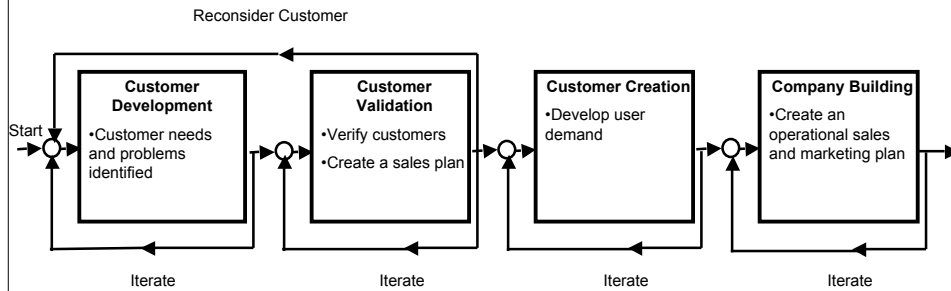 Reconsider Customer
Start
Customer
Development
•Customer needs
and problems
identified
Customer
Validation
•Verify customers
•Create a sales plan
Customer Creation
•Develop user
demand
Company Building
•Create an
operational sales
and marketing plan
Iterate
Iterate
Iterate
Iterate